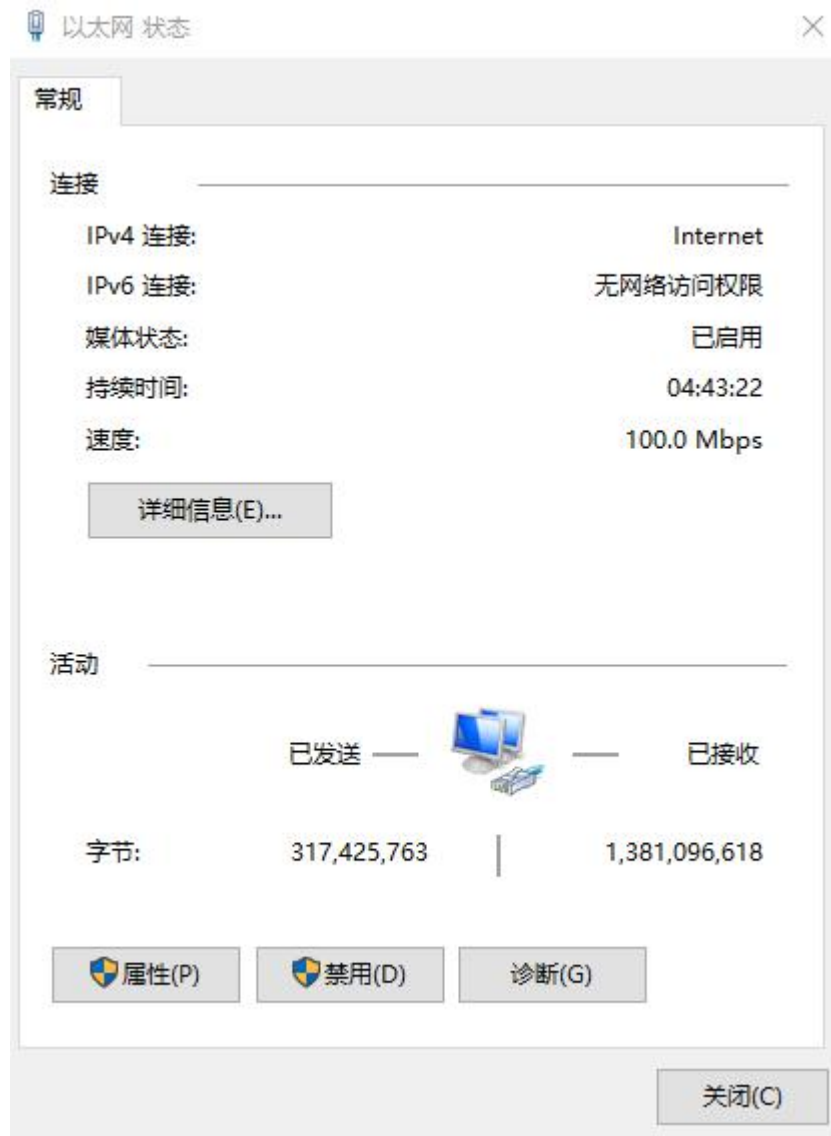 以太网 状态
常规
连接
IPv4 连接: Internet
IPv6 连接: 无网络访问权限
媒体状态: 已启用
持续时间: 04:43:22
速度: 100.0 Mbps
详细信息(E)...
活动
已发送 已接收
字节: 317,425,763 1,381,096,618
属性(P) 禁用(D) 诊断(G)
关闭(C)